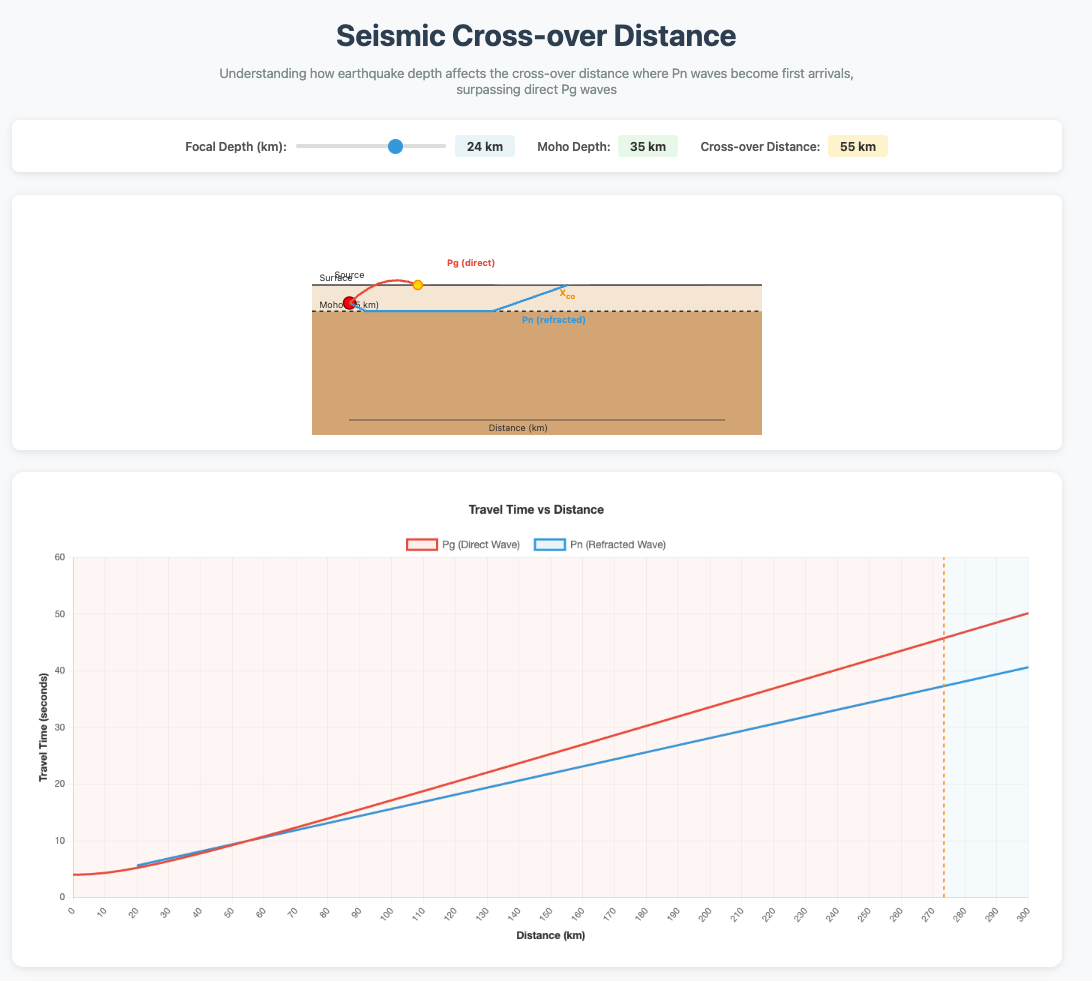 Seismic Cross-over Distance
Understanding how earthquake depth affects the cross-over distance where Pn waves become first arrivals,
surpassing direct Pg waves
Focal Depth (km): 24 km Moho Depth: 35 km Cross-over Distance: 55 km
Pg (direct)
Source
Surface
Xco
Moho (35 km)
Pn (refracted)
Distance (km)
Travel Time vs Distance
Pg (Direct Wave) Pn (Refracted Wave)
60
50
40
30
20
10
0
Travel Time (seconds)
0 10 20 30 40 50 60 70 80 90 100 110 120 130 140 150 160 170 180 190 200 210 220 230 240 250 260 270 280 290 300
Distance (km)